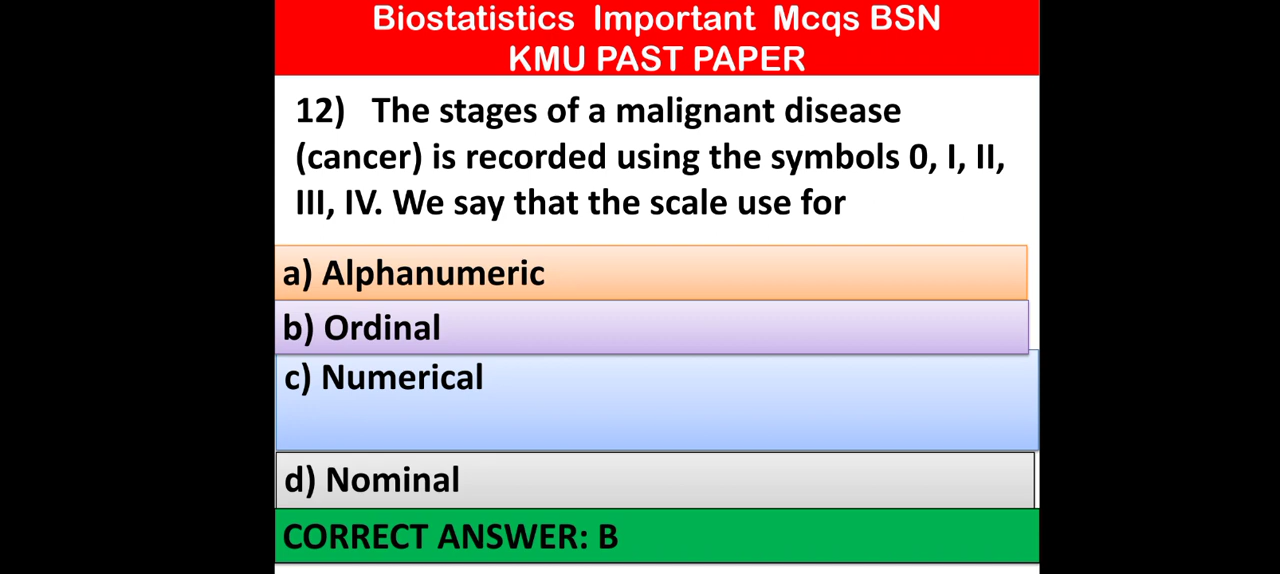 Biostatistics Important Mcqs BSN
KMU PAST PAPER
12) The stages of a malignant disease
(cancer) is recorded using the symbols 0, I, II,
III, IV. We say that the scale use for
a) Alphanumeric
b) Ordinal
c) Numerical
d) Nominal
CORRECT ANSWER: B